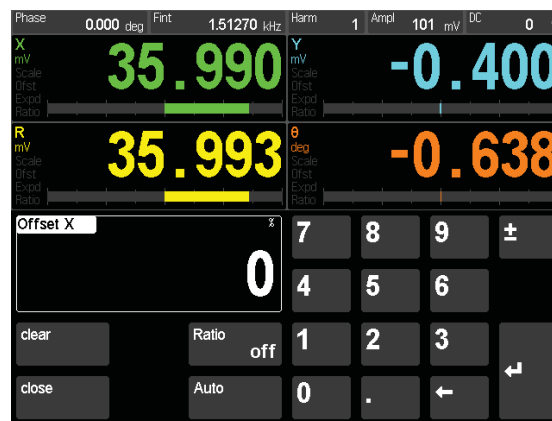 Phase 0.000 deg Fint 1.51270 kHz Harm 1 Ampl 101 mV DC 0
X
mV
Scale
Ofst
Expd
Ratio
35.990
Y
mV
Scale
Ofst
Expd
Ratio
-0.400
R
mV
Scale
Ofst
Expd
Ratio
35.993
θ
deg
Scale
Ofst
Expd
Ratio
-0.638
Offset X %
0
7 8 9 ±
4 5 6
clear Ratio off 1 2 3 ↵
close Auto 0 . ←